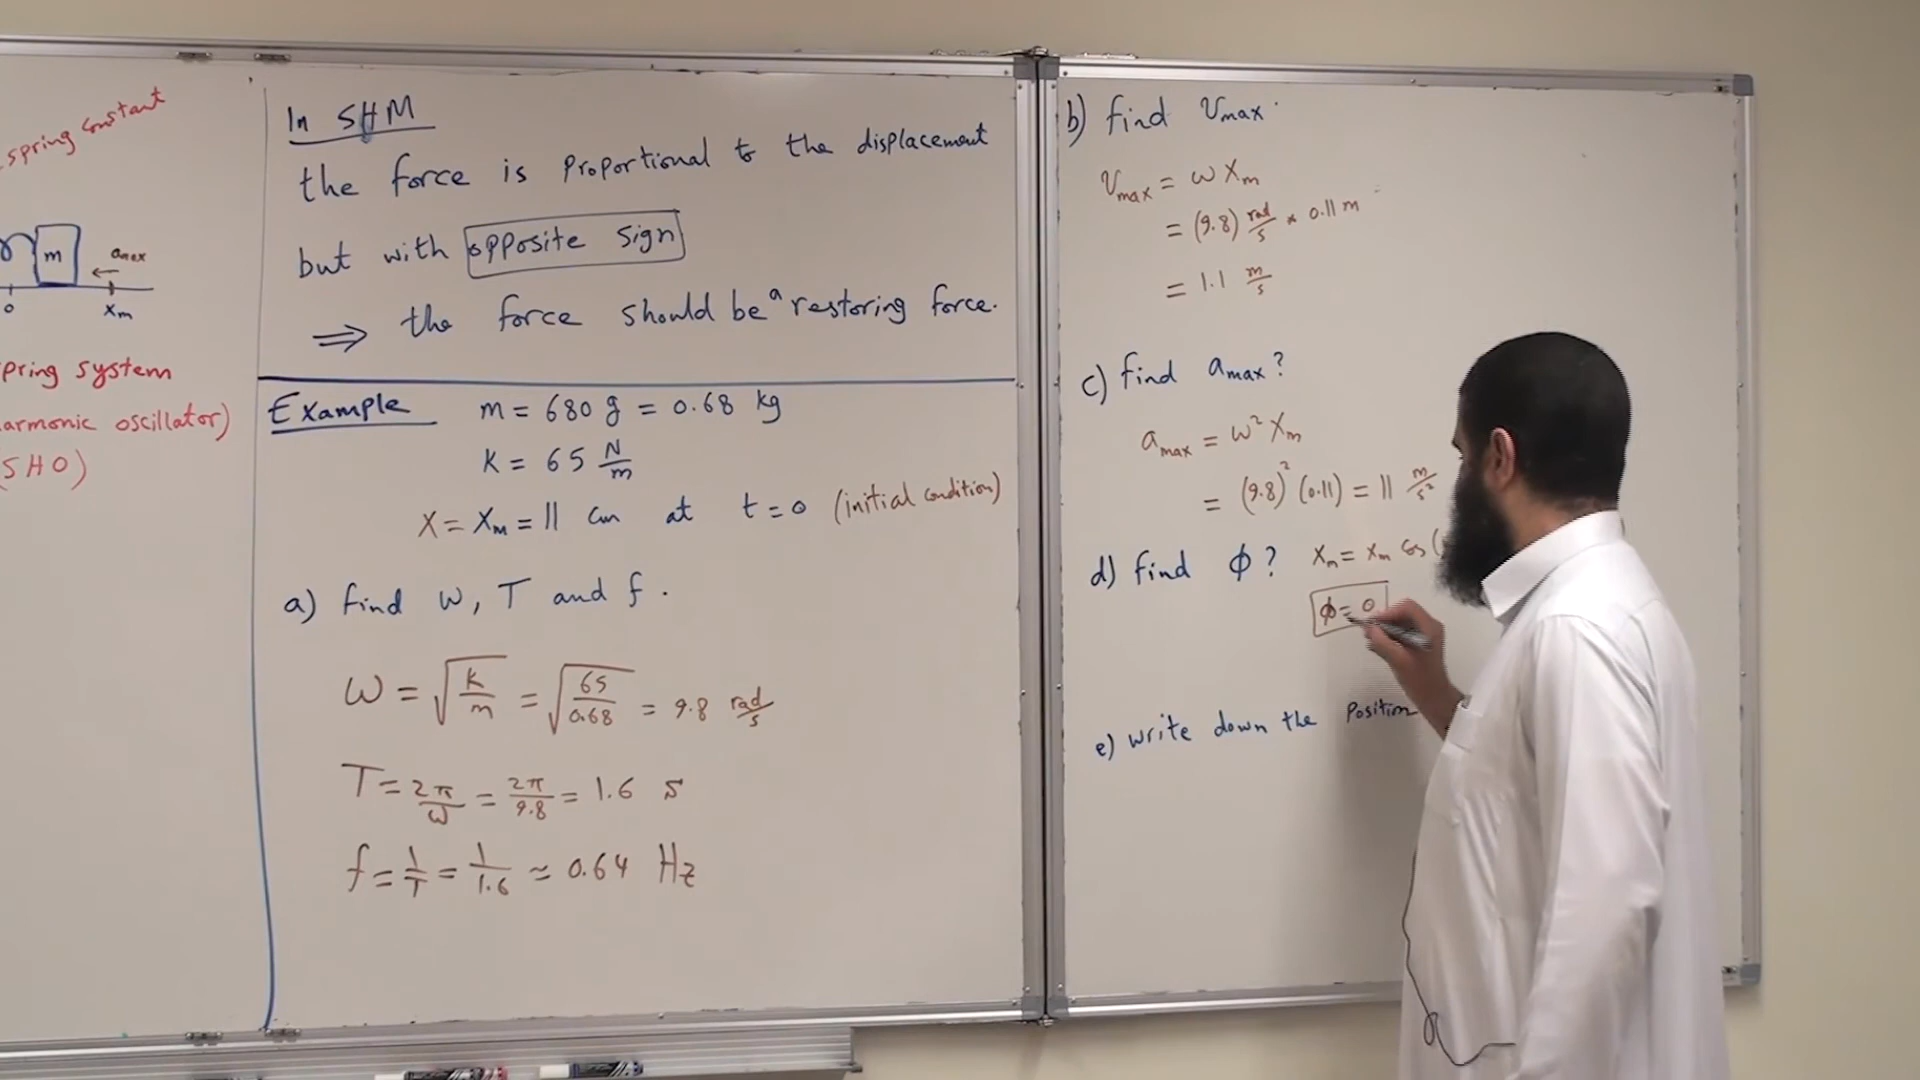 spring constant
m
amax
0
xm
pring system
armonic oscillator)
SHO)
In SHM
the force is proportional to the displacement
but with opposite sign
⇒ the force should be a restoring force.
Example m = 680 g = 0.68 kg
K = 65 N/m
X = Xm = 11 cm at t = 0 (initial condition)
a) find ω, T and f.
ω = √(k/m) = √(65/0.68) = 9.8 rad/s
T = 2π/ω = 2π/9.8 = 1.6 s
f = 1/T = 1/1.6 ≃ 0.64 Hz
b) find Vmax.
Vmax = ω Xm
= (9.8) rad/s × 0.11 m
= 1.1 m/s
c) find amax?
amax = ω² Xm
= (9.8)² (0.11) = 11 m/s²
d) find ϕ? Xm = Xm cos(
ϕ = 0
e) write down the Position